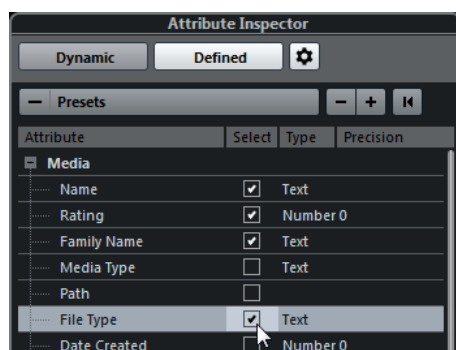 Attribute Inspector
Dynamic Defined
Presets
Attribute Select Type Precision
Media
Name Text
Rating Number 0
Family Name Text
Media Type Text
Path
File Type Text
Date Created Number 0